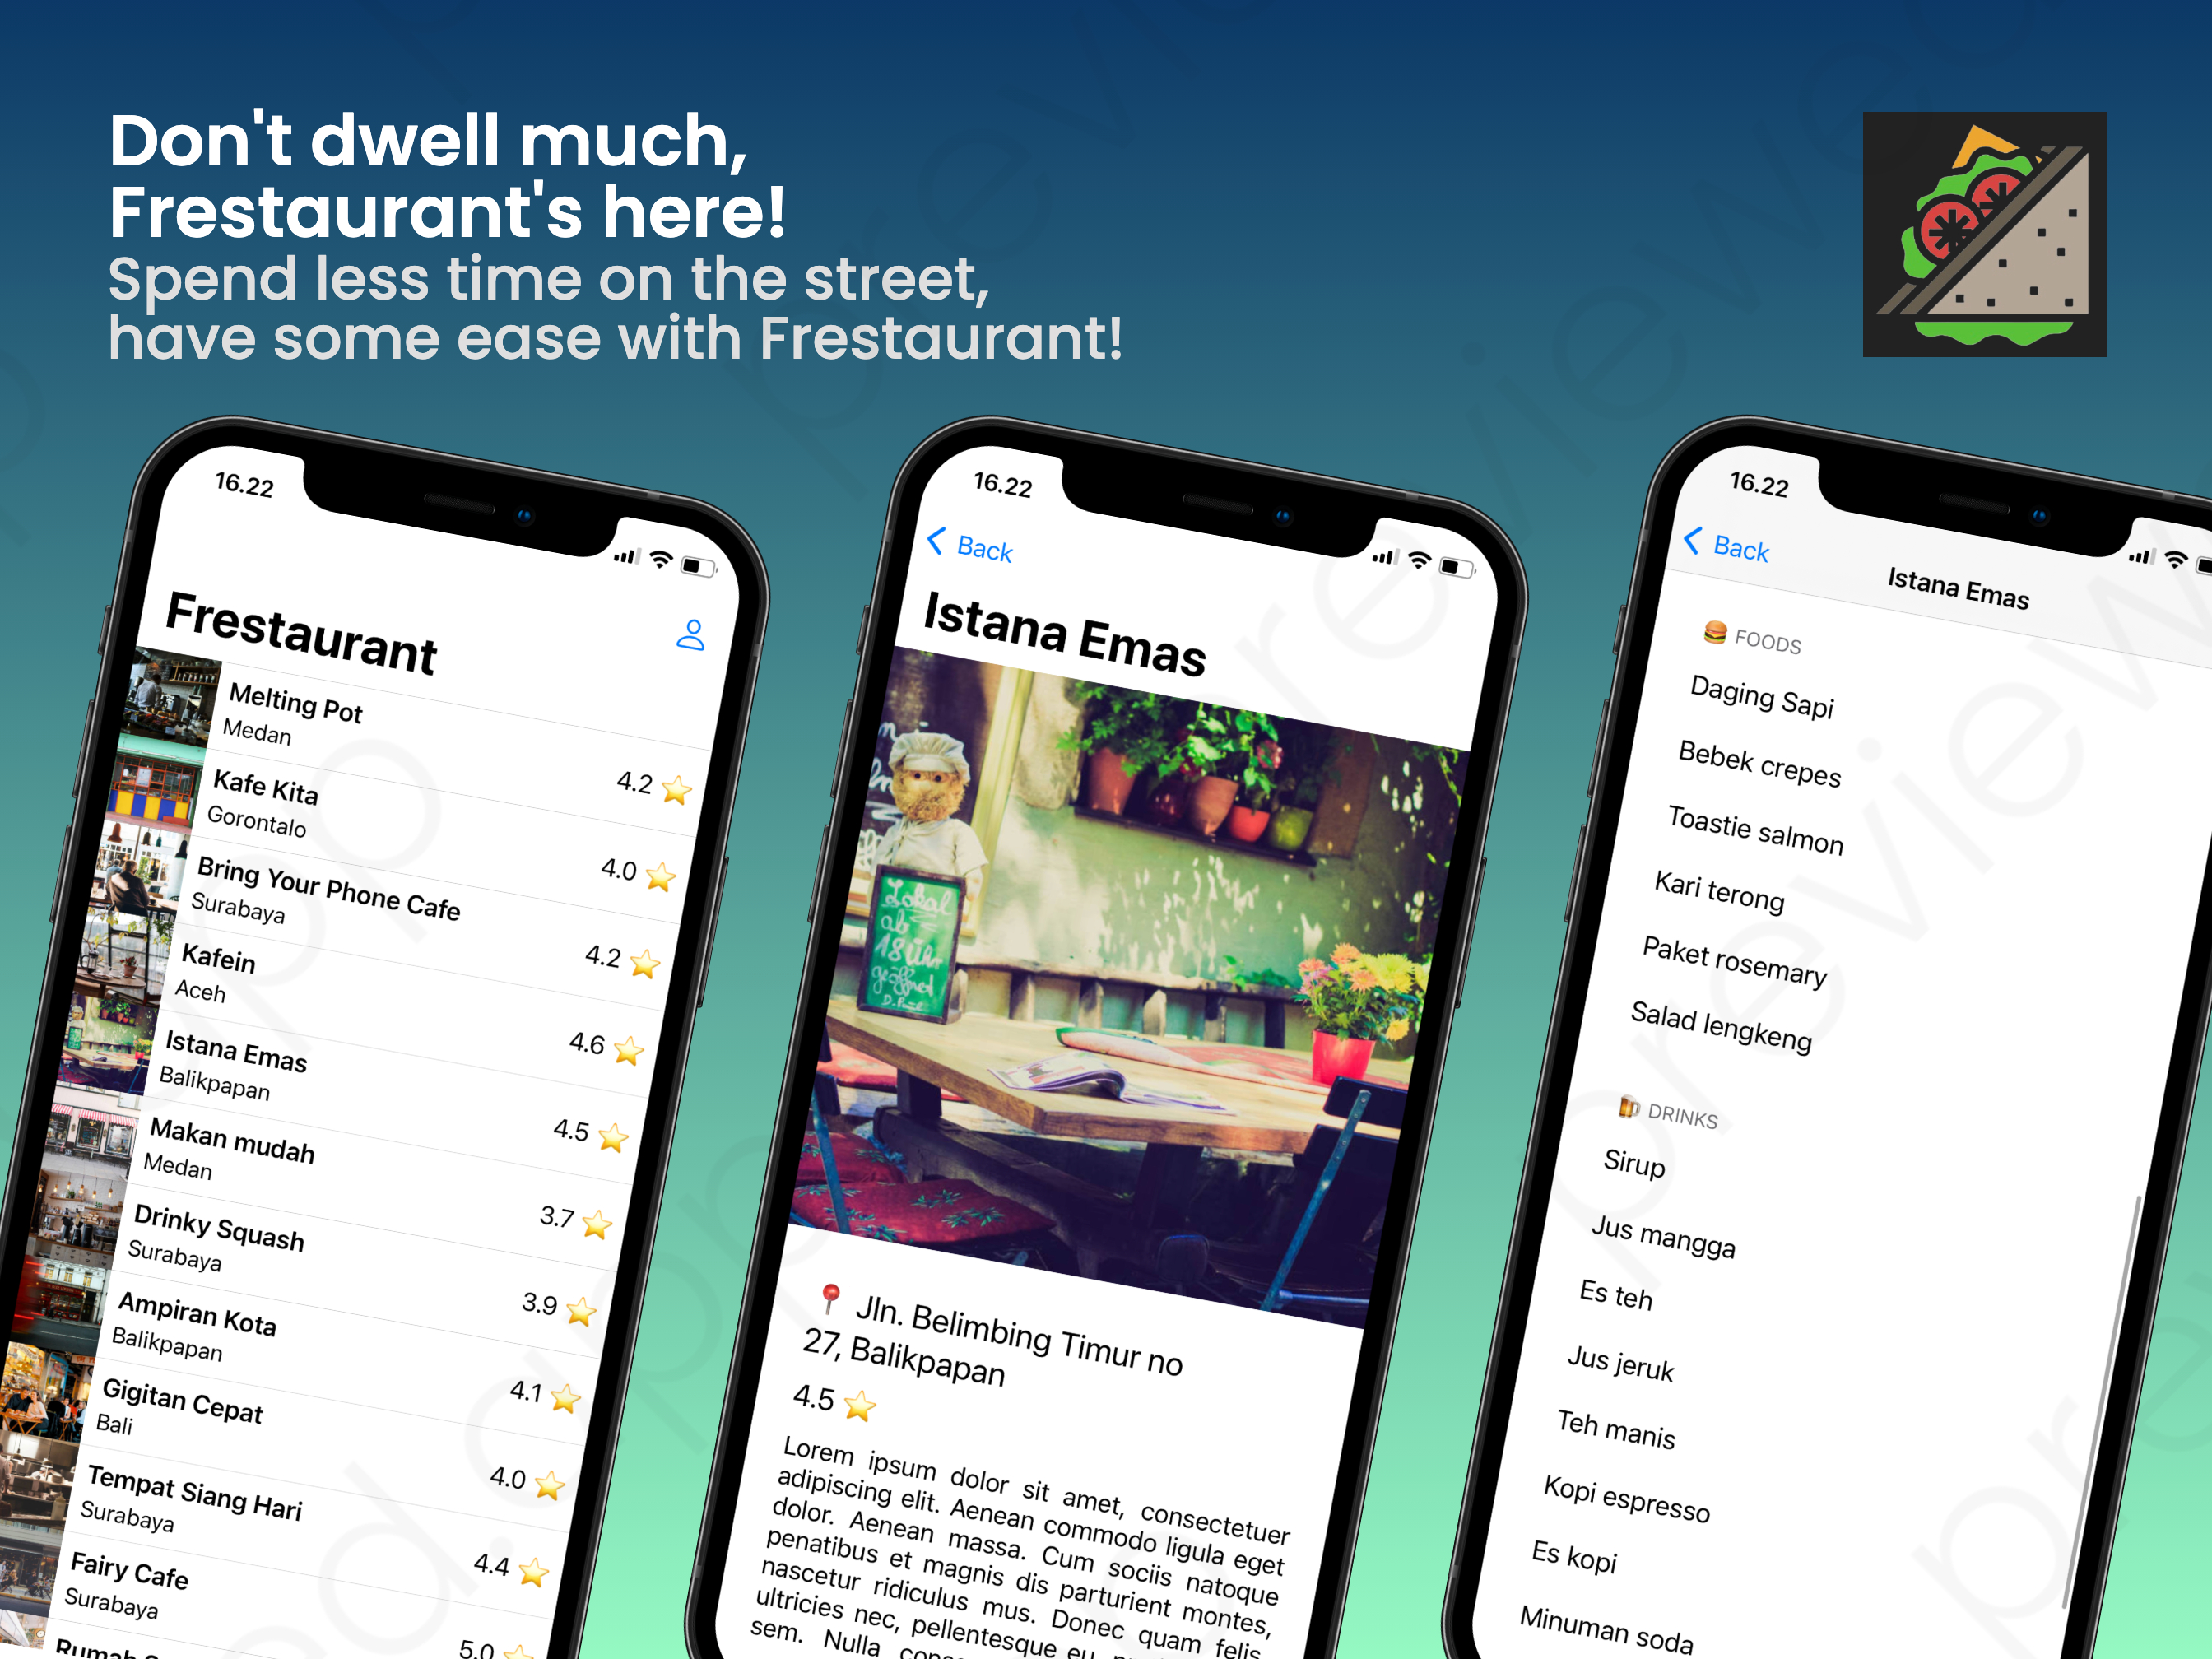 Don't dwell much,
Frestaurant's here!
Spend less time on the street,
have some ease with Frestaurant!
16.22
Frestaurant
Melting Pot
Medan
4.2
Kafe Kita
Gorontalo
4.0
Bring Your Phone Cafe
Surabaya
4.2
Kafein
Aceh
4.6
Istana Emas
Balikpapan
4.5
Makan mudah
Medan
3.7
Drinky Squash
Surabaya
3.9
Ampiran Kota
Balikpapan
4.1
Gigitan Cepat
Bali
4.0
Tempat Siang Hari
Surabaya
4.4
Fairy Cafe
Surabaya
5.0
16.22
Back
Istana Emas
Lokal
ab
18 Uhr
geöffnet
Jln. Belimbing Timur no
27, Balikpapan
4.5
Lorem ipsum dolor sit amet, consectetuer
adipiscing elit. Aenean commodo ligula eget
dolor. Aenean massa. Cum sociis natoque
penatibus et magnis dis parturient montes,
nascetur ridiculus mus. Donec quam felis,
ultricies nec, pellentesque eu,
sem. Nulla
16.22
Back
Istana Emas
FOODS
Daging Sapi
Bebek crepes
Toastie salmon
Kari terong
Paket rosemary
Salad lengkeng
DRINKS
Sirup
Jus mangga
Es teh
Jus jeruk
Teh manis
Kopi espresso
Es kopi
Minuman soda
previewed.app